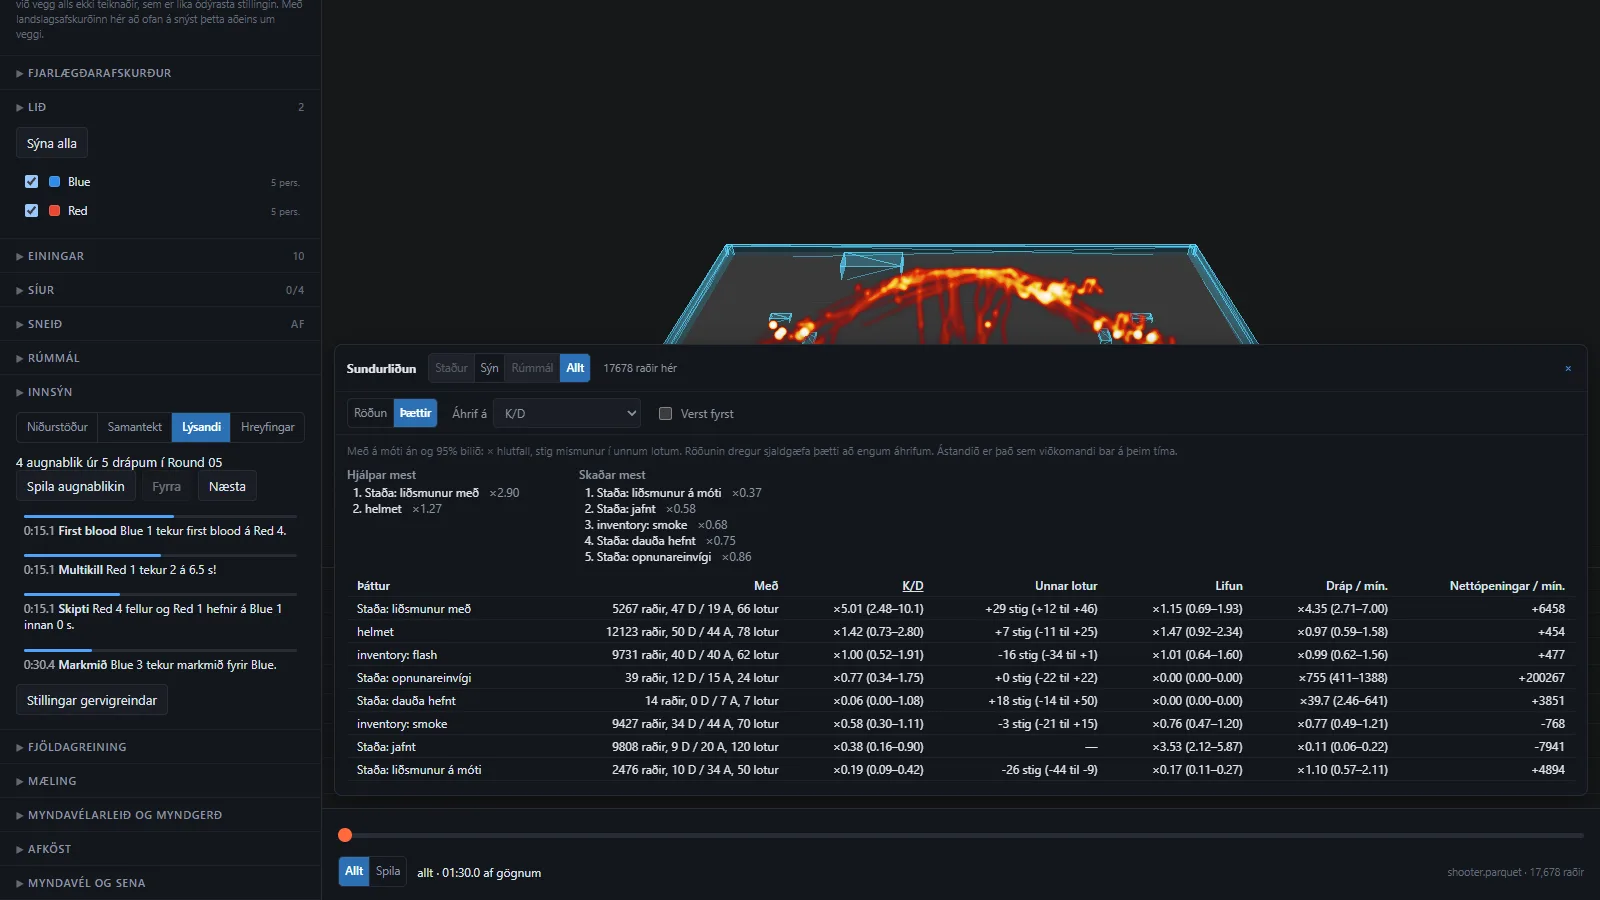 við vegg alls ekki teiknaðir, sem er líka ódýrasta stillingin. Með
landslagsafskurðinn hér að ofan á snýst þetta aðeins um
veggi.
FJARLÆGÐARAFSKURÐUR
LIÐ 2
Sýna alla
Blue 5 pers.
Red 5 pers.
EININGAR 10
SÍUR 0/4
SNEIÐ AF
RÚMMÁL
INNSÝN
Niðurstöður Samantekt Lýsandi Hreyfingar
4 augnablik úr 5 drápum í Round 05
Spila augnablikin Fyrra Næsta
0:15.1 First blood Blue 1 tekur first blood á Red 4.
0:15.1 Multikill Red 1 tekur 2 á 6.5 s!
0:15.1 Skipti Red 4 fellur og Red 1 hefnir á Blue 1
innan 0 s.
0:30.4 Markmið Blue 3 tekur markmið fyrir Blue.
Stillingar gervigreindar
FJÖLDAGREINING
MÆLING
MYNDAVÉLARLEIÐ OG MYNDGERÐ
AFKÖST
MYNDAVÉL OG SENA
Sundurliðun Staður Sýn Rúmmál Allt 17678 raðir hér ×
Röðun Þættir Áhrif á K/D Verst fyrst
Með á móti án og 95% bilið: × hlutfall, stig mismunur í unnum lotum. Röðunin dregur sjaldgæfa þætti að engum áhrifum. Ástandið er það sem viðkomandi bar á þeim tíma.
Hjálpar mest
1. Staða: liðsmunur með ×2.90
2. helmet ×1.27
Skaðar mest
1. Staða: liðsmunur á móti ×0.37
2. Staða: jafnt ×0.58
3. inventory: smoke ×0.68
4. Staða: dauða hefnt ×0.75
5. Staða: opnunareinvígi ×0.86
Þáttur Með K/D Unnar lotur Lifun Dráp / mín. Nettópeningar / mín.
Staða: liðsmunur með 5267 raðir, 47 D / 19 A, 66 lotur ×5.01 (2.48–10.1) +29 stig (+12 til +46) ×1.15 (0.69–1.93) ×4.35 (2.71–7.00) +6458
helmet 12123 raðir, 50 D / 44 A, 78 lotur ×1.42 (0.73–2.80) +7 stig (-11 til +25) ×1.47 (0.92–2.34) ×0.97 (0.59–1.58) +454
inventory: flash 9731 raðir, 40 D / 40 A, 62 lotur ×1.00 (0.52–1.91) -16 stig (-34 til +1) ×1.01 (0.64–1.60) ×0.99 (0.62–1.56) +477
Staða: opnunareinvígi 39 raðir, 12 D / 15 A, 24 lotur ×0.77 (0.34–1.75) +0 stig (-22 til +22) ×0.00 (0.00–0.00) ×755 (411–1388) +200267
Staða: dauða hefnt 14 raðir, 0 D / 7 A, 7 lotur ×0.06 (0.00–1.08) +18 stig (-14 til +50) ×0.00 (0.00–0.00) ×39.7 (2.46–641) +3851
inventory: smoke 9427 raðir, 34 D / 44 A, 70 lotur ×0.58 (0.30–1.11) -3 stig (-21 til +15) ×0.76 (0.47–1.20) ×0.77 (0.49–1.21) -768
Staða: jafnt 9808 raðir, 9 D / 20 A, 120 lotur ×0.38 (0.16–0.90) — ×3.53 (2.12–5.87) ×0.11 (0.06–0.22) -7941
Staða: liðsmunur á móti 2476 raðir, 10 D / 34 A, 50 lotur ×0.19 (0.09–0.42) -26 stig (-44 til -9) ×0.17 (0.11–0.27) ×1.10 (0.57–2.11) +4894
Allt Spila allt · 01:30.0 af gögnum
shooter.parquet · 17,678 raðir